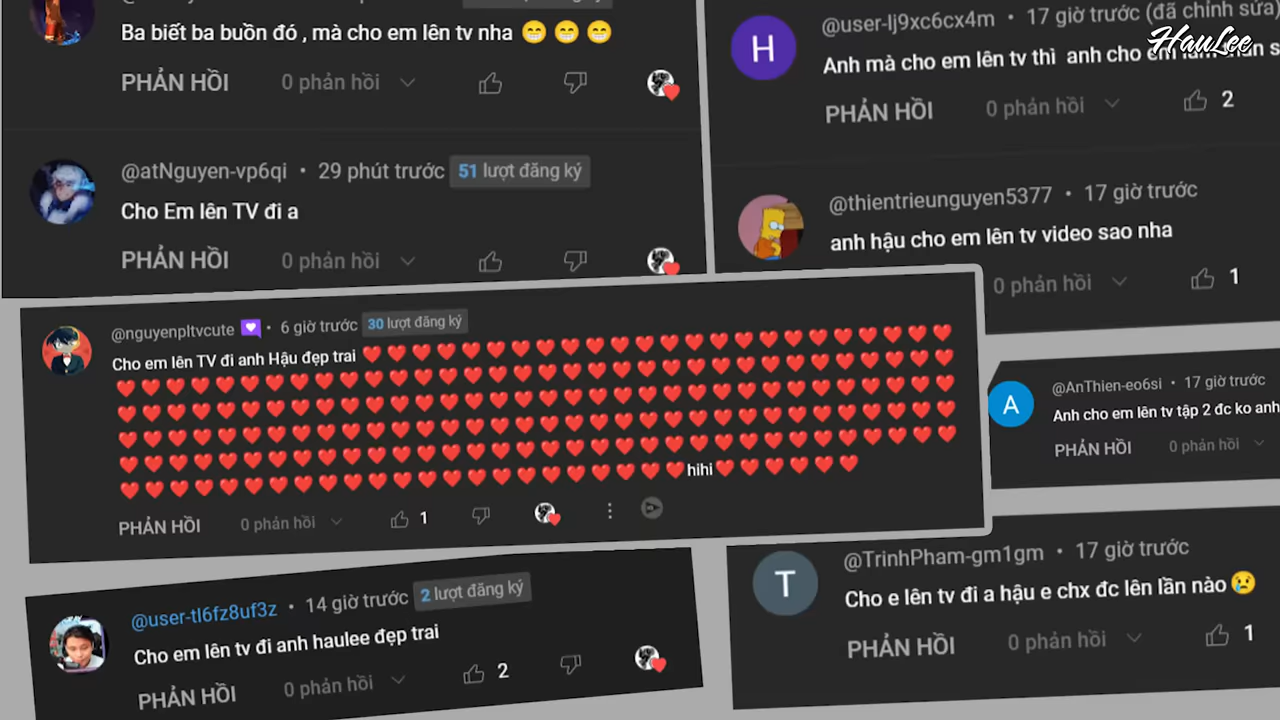 Ba biết ba buồn đó , mà cho em lên tv nha 😁 😁 😁
PHẢN HỒI 0 phản hồi
@atNguyen-vp6qi • 29 phút trước 51 lượt đăng ký
Cho Em lên TV đi a
PHẢN HỒI 0 phản hồi
H
@user-lj9xc6cx4m • 17 giờ trước (đã chỉnh sửa)
HauLee
Anh mà cho em lên tv thì anh cho em
PHẢN HỒI 0 phản hồi 2
@thientrieunguyen5377 • 17 giờ trước
anh hậu cho em lên tv video sao nha
0 phản hồi 1
@nguyenpltvcute • 6 giờ trước 30 lượt đăng ký
Cho em lên TV đi anh Hậu đẹp trai
hihi
PHẢN HỒI 0 phản hồi 1
A
@AnThien-eo6si • 17 giờ trước
Anh cho em lên tv tập 2 đc ko anh
PHẢN HỒI 0 phản hồi
@user-tl6fz8uf3z • 14 giờ trước 2 lượt đăng ký
Cho em lên tv đi anh haulee đẹp trai
PHẢN HỒI 0 phản hồi 2
T
@TrinhPham-gm1gm • 17 giờ trước
Cho e lên tv đi a hậu e chx đc lên lần nào 😢
PHẢN HỒI 0 phản hồi 1